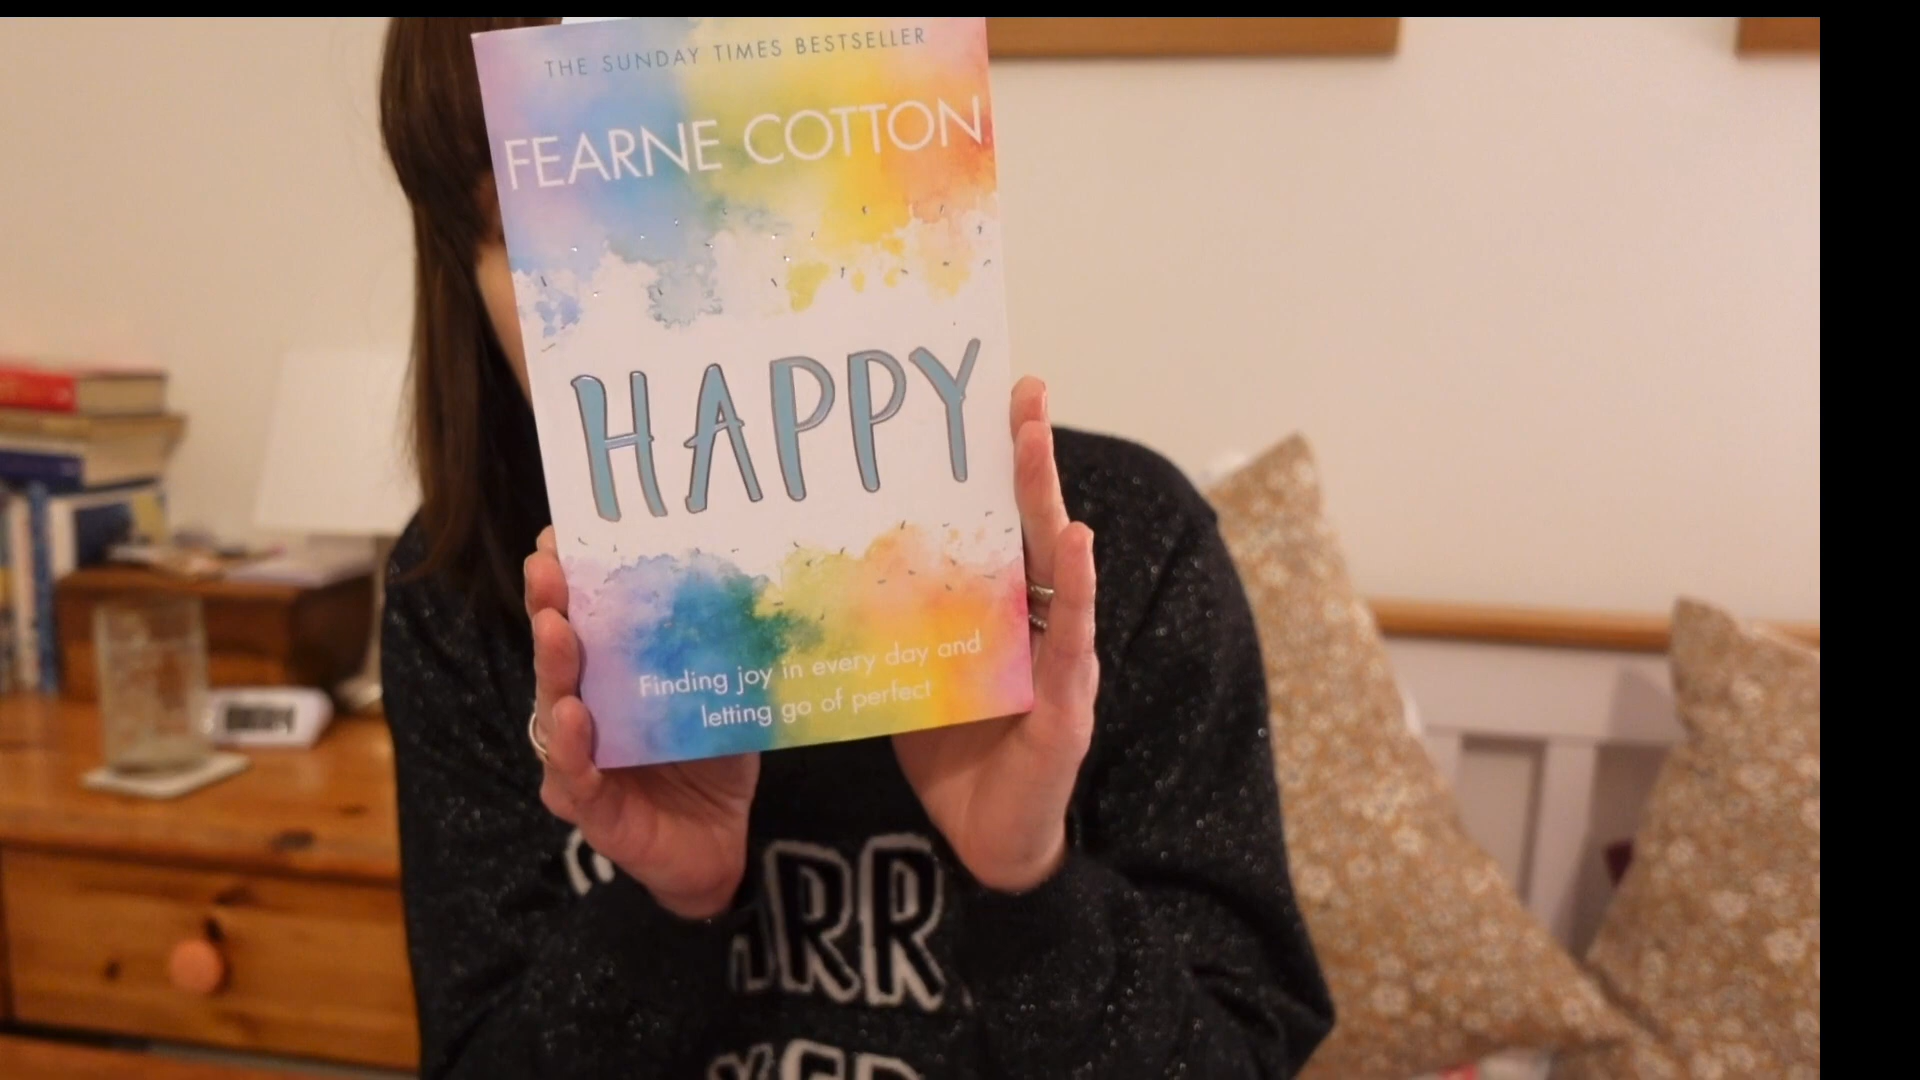 THE SUNDAY TIMES BESTSELLER
FEARNE COTTON
HAPPY
Finding joy in every day and
letting go of perfect